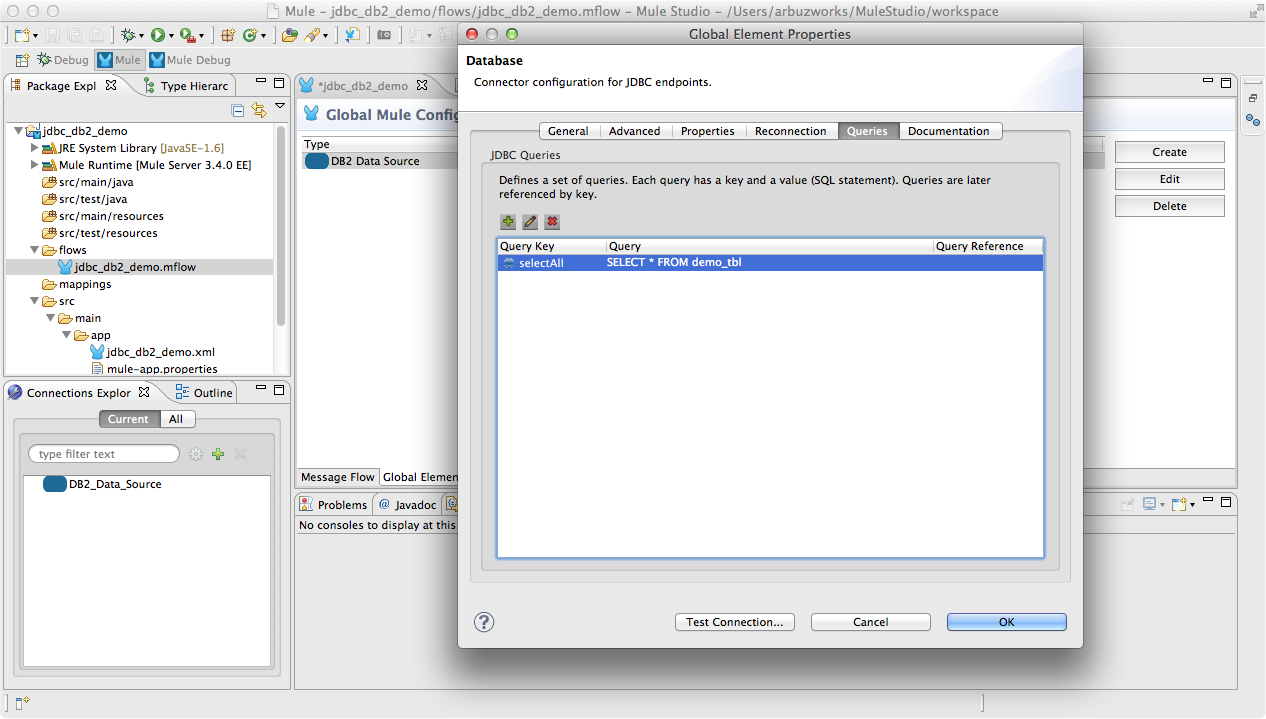 Mule – jdbc_db2_demo/flows/jdbc_db2_demo.mflow – Mule Studio – /Users/arbuzworks/MuleStudio/workspace
Debug Mule Mule Debug
Package Expl Type Hierarc
jdbc_db2_demo
JRE System Library [JavaSE-1.6]
Mule Runtime [Mule Server 3.4.0 EE]
src/main/java
src/test/java
src/main/resources
src/test/resources
flows
jdbc_db2_demo.mflow
mappings
src
main
app
jdbc_db2_demo.xml
mule-app.properties
Connections Explor Outline
Current All
type filter text
DB2_Data_Source
*jdbc_db2_demo
Global Mule Config
Type
DB2 Data Source
Create
Edit
Delete
Message Flow Global Elemen
Problems @ Javadoc
No consoles to display at this
Global Element Properties
Database
Connector configuration for JDBC endpoints.
General Advanced Properties Reconnection Queries Documentation
JDBC Queries
Defines a set of queries. Each query has a key and a value (SQL statement). Queries are later
referenced by key.
Query Key Query Query Reference
selectAll SELECT * FROM demo_tbl
?
Test Connection... Cancel OK